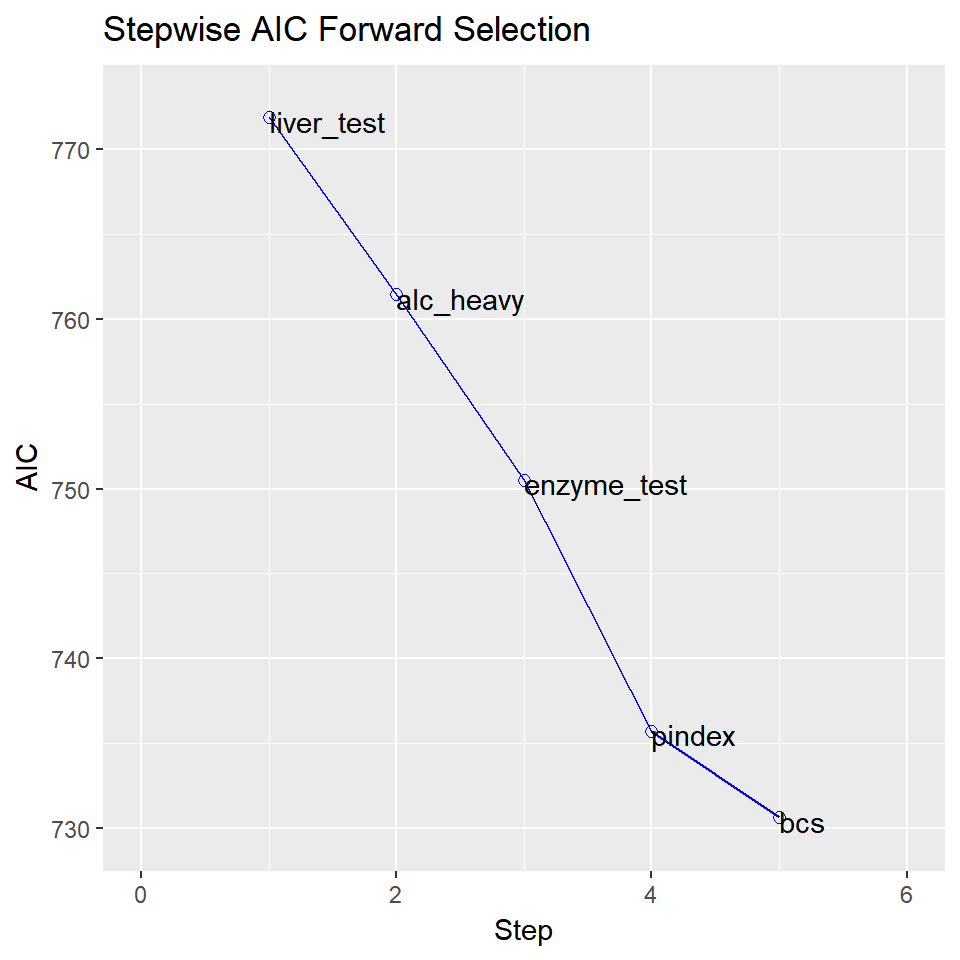 Stepwise AIC Forward Selection
liver_test
770
alc_heavy
760
AIC
enzyme_test
750
740
pindex
730
bcs
0
2
4
6
Step